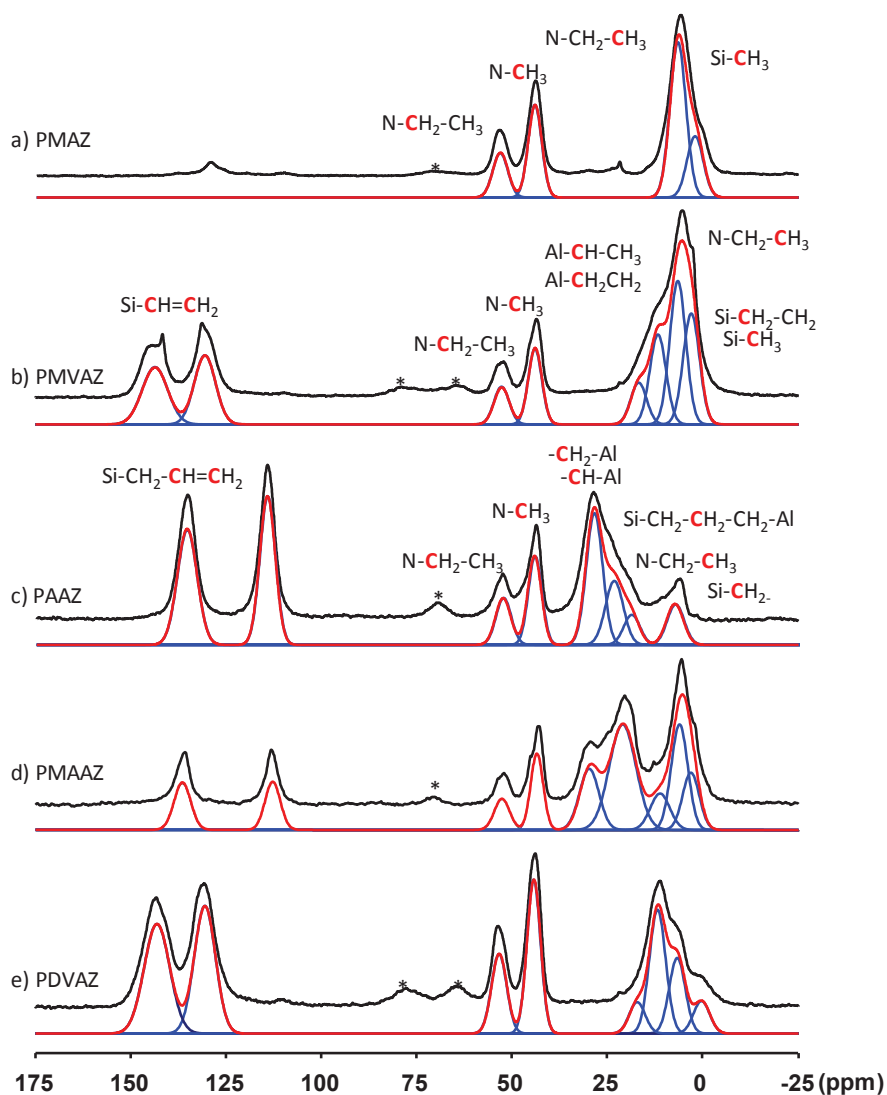 N-CH₂-CH₃
Si-CH₃
N-CH₃
N-CH₂-CH₃
a) PMAZ
*
N-CH₂-CH₃
Al-CH-CH₃
Al-CH₂CH₂
Si-CH=CH₂
N-CH₃
Si-CH₂-CH₂
Si-CH₃
N-CH₂-CH₃
b) PMVAZ
* *
-CH₂-Al
-CH-Al
Si-CH₂-CH=CH₂
N-CH₃
Si-CH₂-CH₂-CH₂-Al
N-CH₂-CH₃
N-CH₂-CH₃
Si-CH₂-
c) PAAZ
*
d) PMAAZ
*
e) PDVAZ
* *
175 150 125 100 75 50 25 0 -25 (ppm)